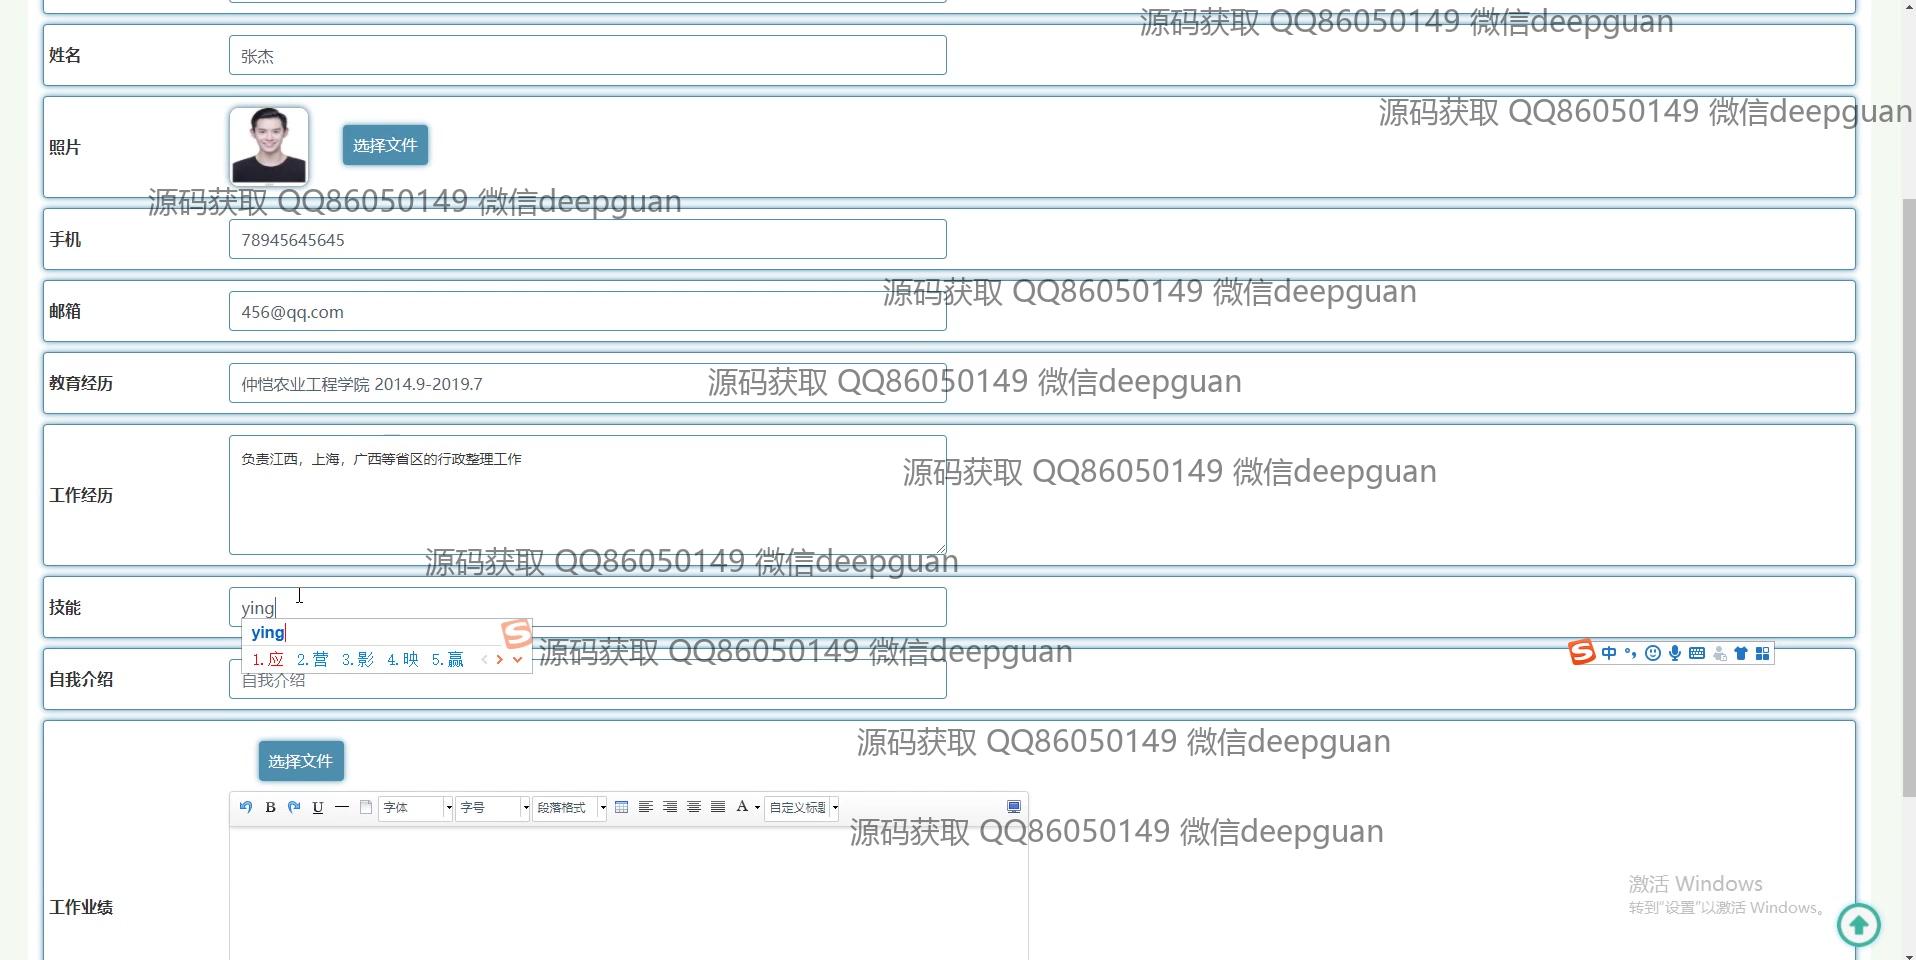 源码获取 QQ86050149 微信deepguan
姓名
张杰
源码获取 QQ86050149 微信deepguan
照片
选择文件
源码获取 QQ86050149 微信deepguan
手机
78945645645
源码获取 QQ86050149 微信deepguan
邮箱
456@qq.com
教育经历
仲恺农业工程学院 2014.9-2019.7
源码获取 QQ86050149 微信deepguan
负责江西，上海，广西等省区的行政整理工作
源码获取 QQ86050149 微信deepguan
工作经历
源码获取 QQ86050149 微信deepguan
技能
ying
ying
1.应 2.营 3.影 4.映 5.赢
源码获取 QQ86050149 微信deepguan
中
自我介绍
自我介绍
源码获取 QQ86050149 微信deepguan
选择文件
B U 字体 字号 段落格式 A 自定义标题
源码获取 QQ86050149 微信deepguan
激活 Windows
转到“设置”以激活 Windows。
工作业绩